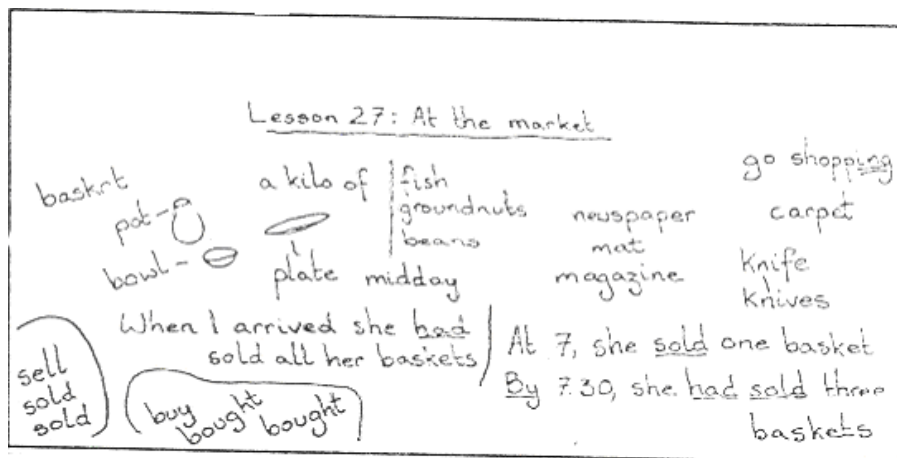 Lesson 27: At the market
go shopping
baskrt
a kilo of
fish
groundnuts
beans
pot
bowl
plate
midday
newspaper
mat
magazine
carpet
knife
knives
When I arrived she had
sold all her baskets
At 7, she sold one basket
By 7.30, she had sold three
baskets
sell
sold
sold
buy
bought
bought